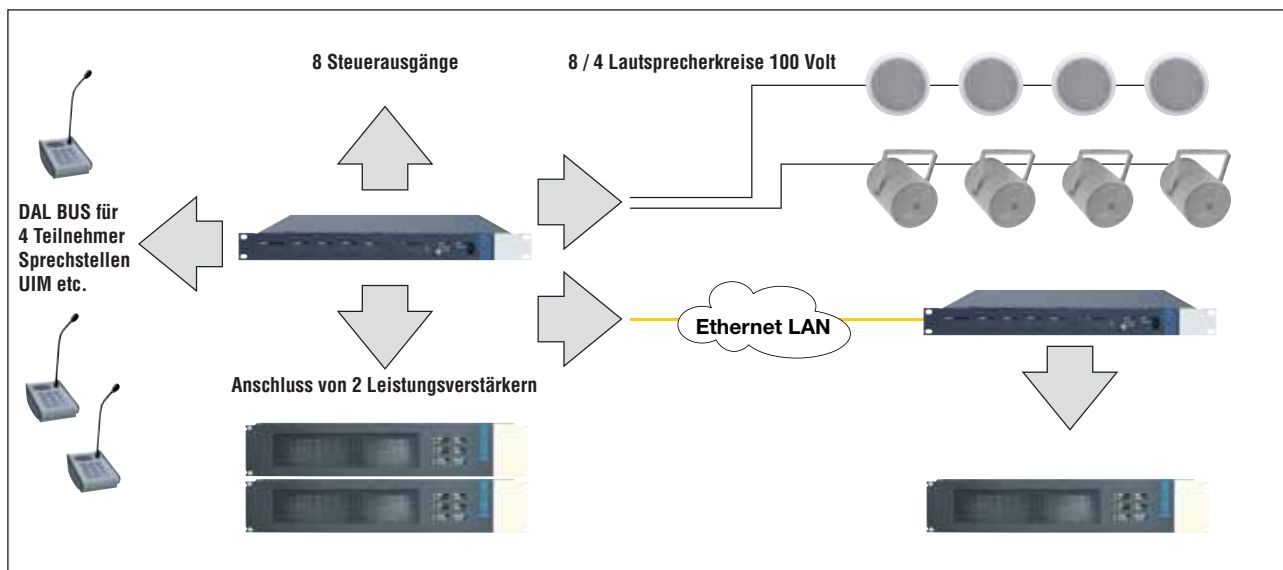 8 Steuerausgänge
8 / 4 Lautsprecherkreise 100 Volt
DAL BUS für
4 Teilnehmer
Sprechstellen
UIM etc.
Ethernet LAN
Anschluss von 2 Leistungsverstärkern